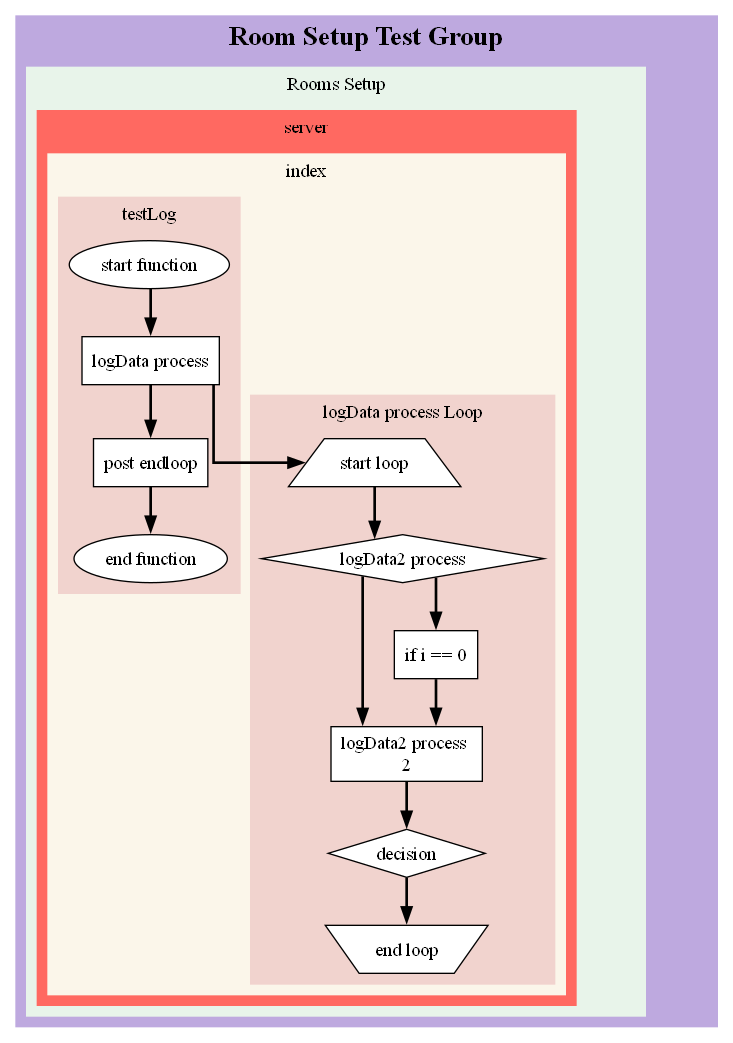 Room Setup Test Group
Rooms Setup
server
index
testLog
start function
logData process
logData process Loop
post endloop
start loop
end function
logData2 process
if i == 0
logData2 process
2
decision
end loop